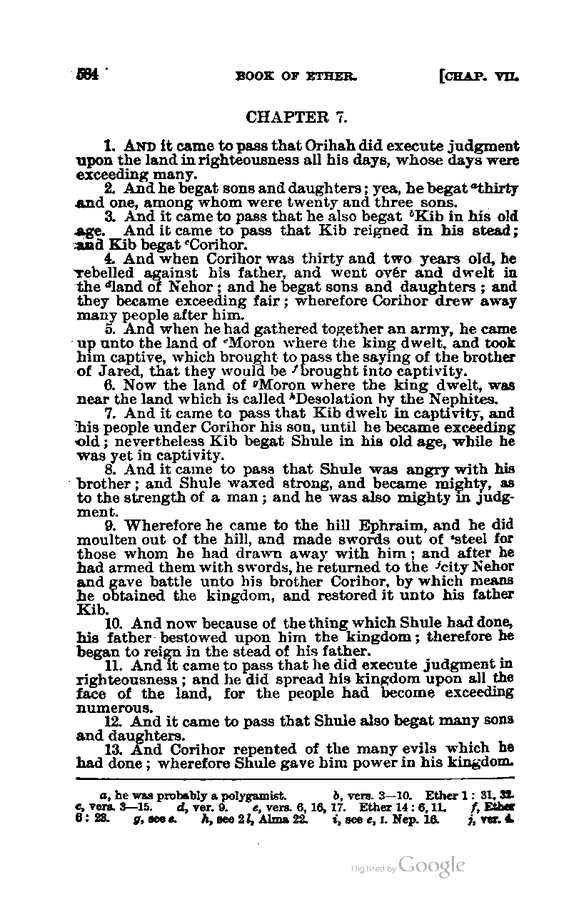 584 BOOK OF ETHER. [CHAP. VII.
CHAPTER 7.
1. AND it came to pass that Orihah did execute judgment
upon the land in righteousness all his days, whose days were
exceeding many.
2. And he begat sons and daughters; yea, he begat ᵃthirty
and one, among whom were twenty and three sons.
3. And it came to pass that he also begat ᵇKib in his old
age. And it came to pass that Kib reigned in his stead;
and Kib begat ᶜCorihor.
4. And when Corihor was thirty and two years old, he
rebelled against his father, and went over and dwelt in
the ᵈland of Nehor; and he begat sons and daughters; and
they became exceeding fair; wherefore Corihor drew away
many people after him.
5. And when he had gathered together an army, he came
up unto the land of ᵉMoron where the king dwelt, and took
him captive, which brought to pass the saying of the brother
of Jared, that they would be ᶠbrought into captivity.
6. Now the land of ᵍMoron where the king dwelt, was
near the land which is called ʰDesolation by the Nephites.
7. And it came to pass that Kib dwelt in captivity, and
his people under Corihor his son, until he became exceeding
old; nevertheless Kib begat Shule in his old age, while he
was yet in captivity.
8. And it came to pass that Shule was angry with his
brother; and Shule waxed strong, and became mighty, as
to the strength of a man; and he was also mighty in judg-
ment.
9. Wherefore he came to the hill Ephraim, and he did
moulten out of the hill, and made swords out of ⁱsteel for
those whom he had drawn away with him; and after he
had armed them with swords, he returned to the ʲcity Nehor
and gave battle unto his brother Corihor, by which means
he obtained the kingdom, and restored it unto his father
Kib.
10. And now because of the thing which Shule had done,
his father bestowed upon him the kingdom; therefore he
began to reign in the stead of his father.
11. And it came to pass that he did execute judgment in
righteousness; and he did spread his kingdom upon all the
face of the land, for the people had become exceeding
numerous.
12. And it came to pass that Shule also begat many sons
and daughters.
13. And Corihor repented of the many evils which he
had done; wherefore Shule gave him power in his kingdom.
a, he was probably a polygamist. b, vers. 3—10. Ether 1: 31, 32.
c, vers. 3—15. d, ver. 9. e, vers. 6, 16, 17. Ether 14: 6, 11. f, Ether
6: 23. g, see e. h, see 2 l, Alma 22. i, see c, 1. Nep. 16. j, ver. 4.
Digitized by Google